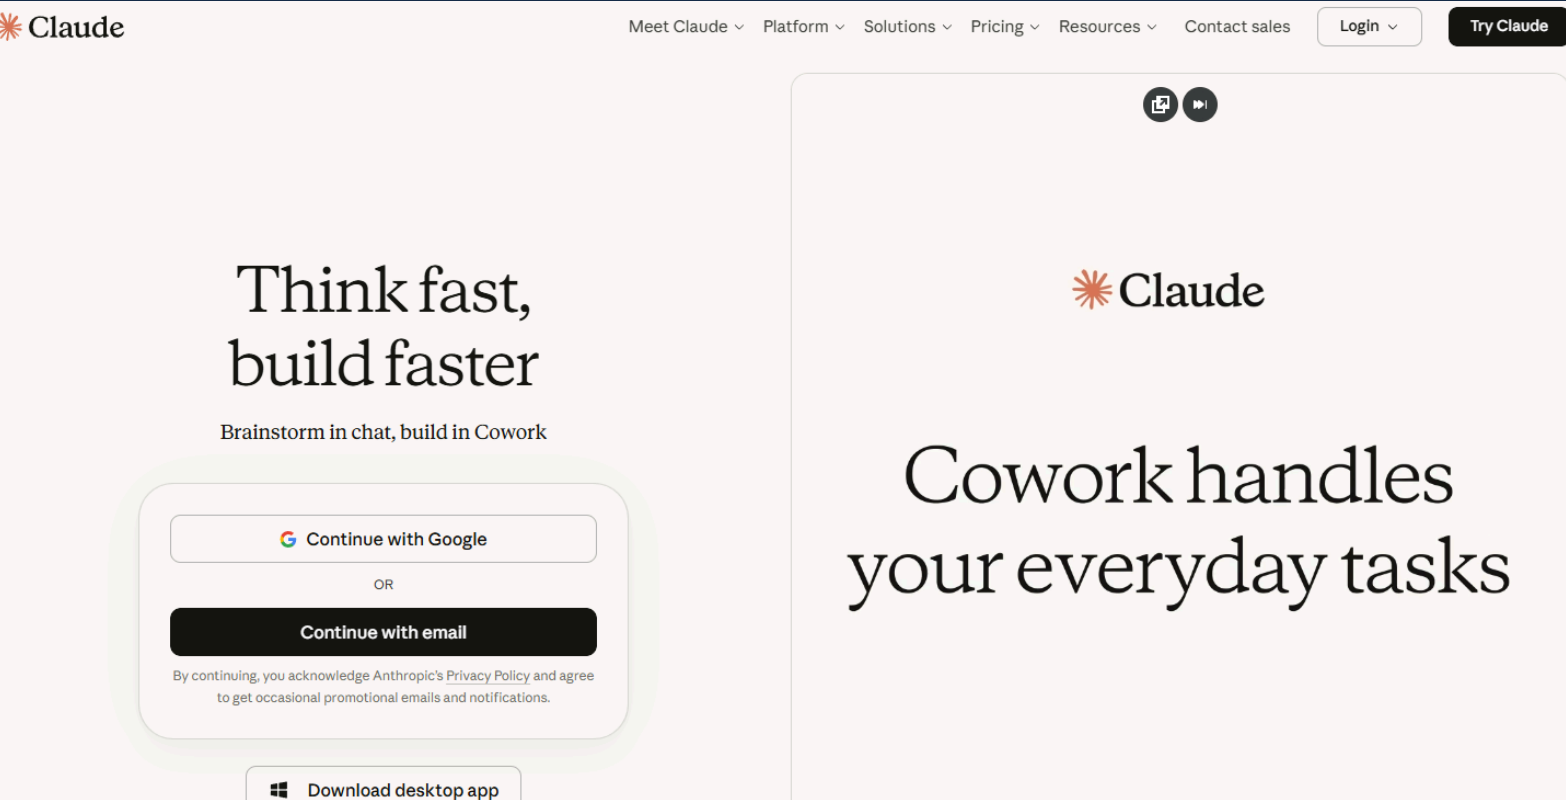 Claude
Meet Claude
Platform
Solutions
Pricing
Resources
Contact sales
Login
Try Claude
Think fast,
build faster
Brainstorm in chat, build in Cowork
Continue with Google
OR
Continue with email
By continuing, you acknowledge Anthropic's Privacy Policy and agree
to get occasional promotional emails and notifications.
Download desktop app
Claude
Cowork handles
your everyday tasks